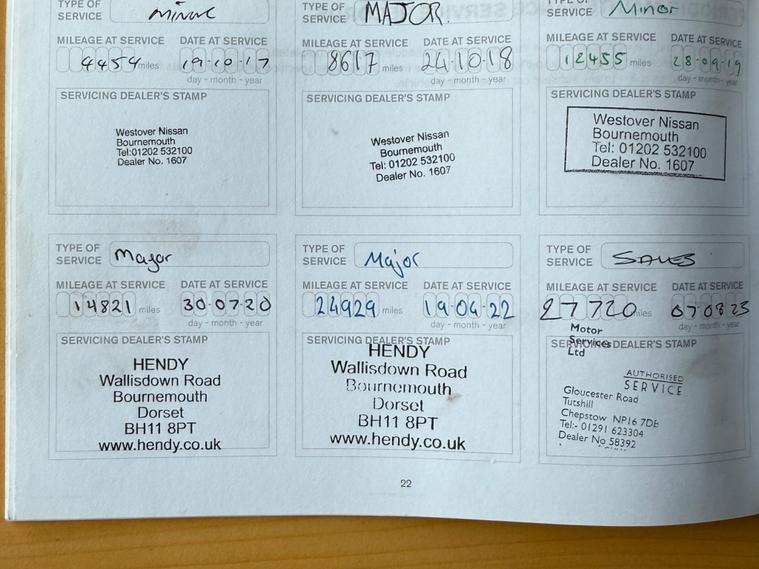 TYPE OF SERVICE Minor
MILEAGE AT SERVICE DATE AT SERVICE
4454 miles 19-10-17
day - month - year
SERVICING DEALER'S STAMP
Westover Nissan
Bournemouth
Tel:01202 532100
Dealer No. 1607
TYPE OF SERVICE MAJOR
MILEAGE AT SERVICE DATE AT SERVICE
8617 miles 24-10-18
day - month - year
SERVICING DEALER'S STAMP
Westover Nissan
Bournemouth
Tel: 01202 532100
Dealer No. 1607
SERVICE Minor
MILEAGE AT SERVICE DATE AT SERVICE
12455 miles 28-09-19
day - month - year
SERVICING DEALER'S STAMP
Westover Nissan
Bournemouth
Tel: 01202 532100
Dealer No. 1607
TYPE OF SERVICE Major
MILEAGE AT SERVICE DATE AT SERVICE
14821 miles 30-07-20
day - month - year
SERVICING DEALER'S STAMP
HENDY
Wallisdown Road
Bournemouth
Dorset
BH11 8PT
www.hendy.co.uk
TYPE OF SERVICE Major
MILEAGE AT SERVICE DATE AT SERVICE
24929 miles 19-04-22
day - month - year
SERVICING DEALER'S STAMP
HENDY
Wallisdown Road
Bournemouth
Dorset
BH11 8PT
www.hendy.co.uk
TYPE OF SERVICE
MILEAGE AT SERVICE DATE AT SERVICE
27720 miles 07 08 23
day - month - year
SERVICING DEALER'S STAMP
Motor
Services
Ltd
AUTHORISED
SERVICE
Gloucester Road
Tutshill
Chepstow NP16 7DE
Tel:- 01291 623304
Dealer No 58392
22